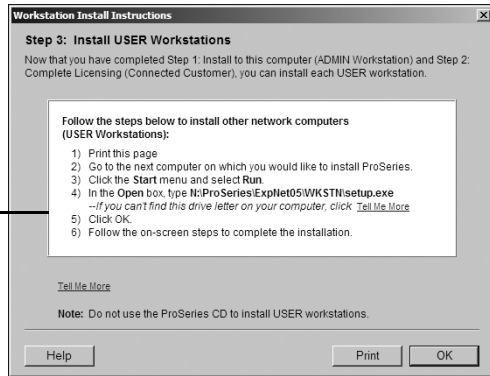 Workstation Install Instructions
Step 3: Install USER Workstations
Now that you have completed Step 1: Install to this computer (ADMIN Workstation) and Step 2:
Complete Licensing (Connected Customer), you can install each USER workstation.
Follow the steps below to install other network computers
(USER Workstations):
1) Print this page
2) Go to the next computer on which you would like to install ProSeries.
3) Click the Start menu and select Run.
4) In the Open box, type N:\ProSeries\ExpNet05\WKSTN\setup.exe
--If you can't find this drive letter on your computer, click Tell Me More
5) Click OK.
6) Follow the on-screen steps to complete the installation.
Tell Me More
Note: Do not use the ProSeries CD to install USER workstations.
Help
Print
OK